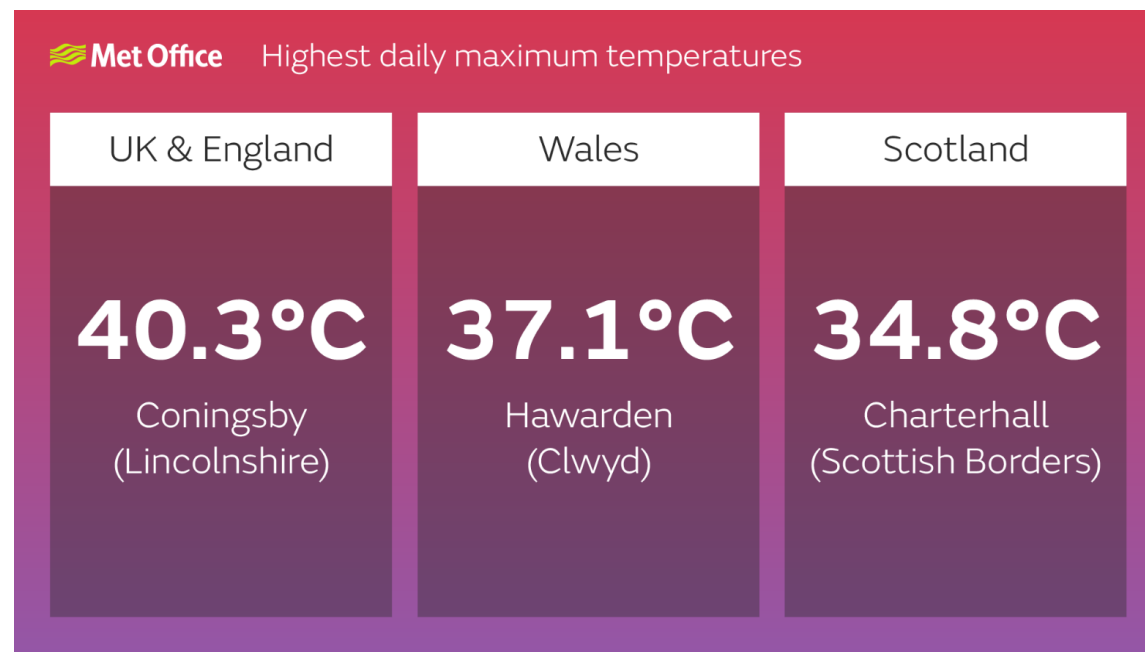 Met Office Highest daily maximum temperatures
UK & England
40.3°C
Coningsby
(Lincolnshire)
Wales
37.1°C
Hawarden
(Clwyd)
Scotland
34.8°C
Charterhall
(Scottish Borders)